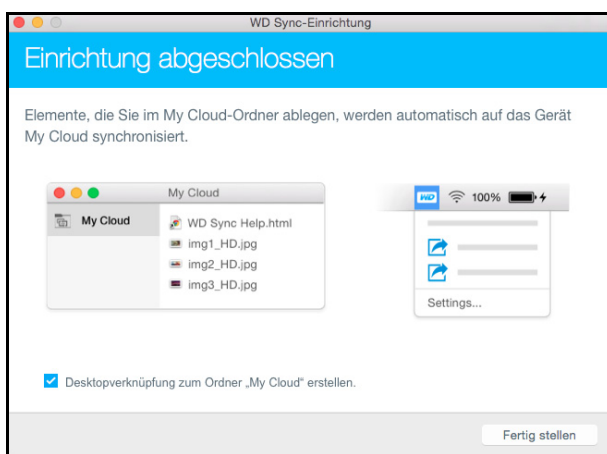 WD Sync-Einrichtung
Einrichtung abgeschlossen
Elemente, die Sie im My Cloud-Ordner ablegen, werden automatisch auf das Gerät
My Cloud synchronisiert.
My Cloud
My Cloud
WD Sync Help.html
img1_HD.jpg
img2_HD.jpg
img3_HD.jpg
WD 100%
Settings...
Desktopverknüpfung zum Ordner „My Cloud“ erstellen.
Fertig stellen